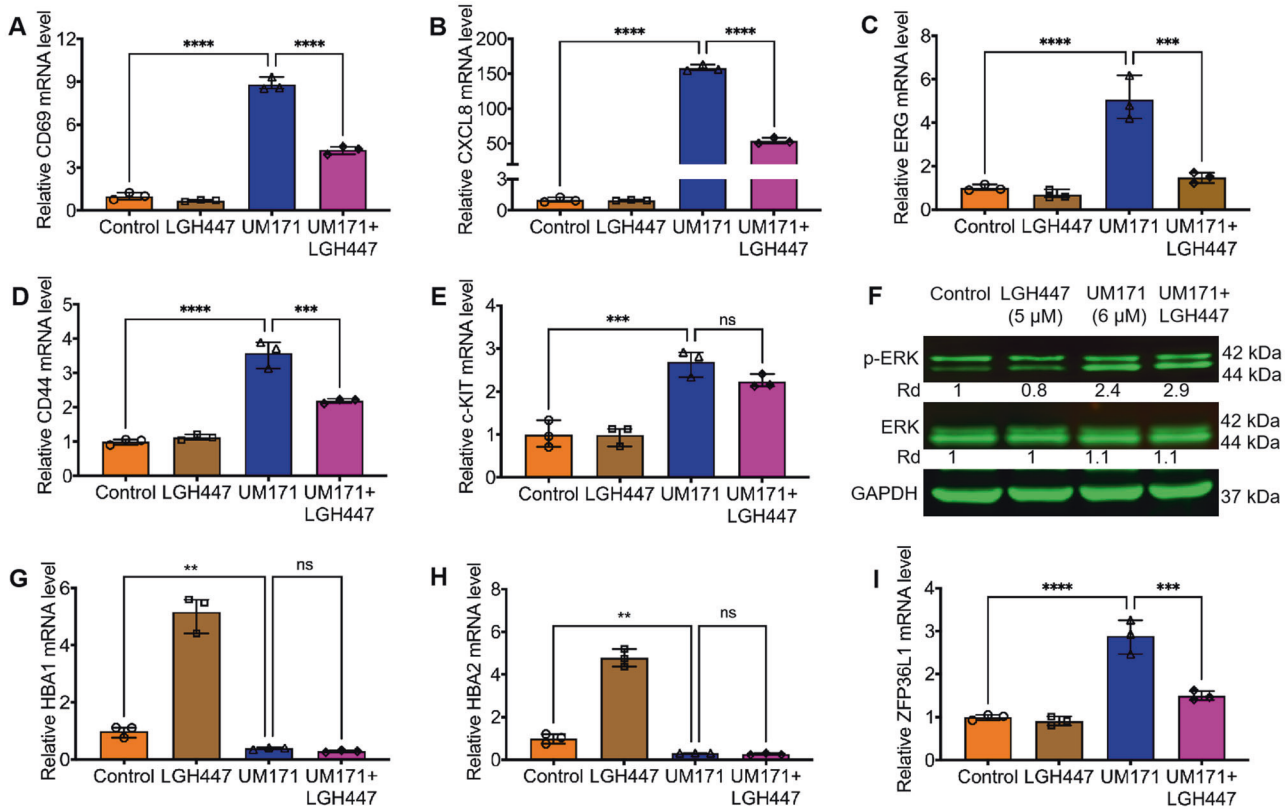 A
Relative CD69 mRNA level
9
6
3
0
****
****
Control
LGH447
UM171
UM171+
LGH447
B
Relative CXCL8 mRNA level
200
150
100
50
3
0
****
****
Control
LGH447
UM171
UM171+
LGH447
C
Relative ERG mRNA level
8
6
4
2
0
****
***
Control
LGH447
UM171
UM171+
LGH447
D
Relative CD44 mRNA level
5
4
3
2
1
0
****
***
Control
LGH447
UM171
UM171+
LGH447
E
Relative c-KIT mRNA level
4
3
2
1
0
***
ns
Control
LGH447
UM171
UM171+
LGH447
F
Control LGH447 UM171 UM171+
(5 µM) (6 µM) LGH447
p-ERK
42 kDa
44 kDa
Rd 1 0.8 2.4 2.9
ERK
42 kDa
44 kDa
Rd 1 1 1.1 1.1
GAPDH
37 kDa
G
Relative HBA1 mRNA level
6
4
2
0
**
ns
Control
LGH447
UM171
UM171+
LGH447
H
Relative HBA2 mRNA level
8
6
4
2
0
**
ns
Control
LGH447
UM171
UM171+
LGH447
I
Relative ZFP36L1 mRNA level
4
3
2
1
0
****
***
Control
LGH447
UM171
UM171+
LGH447